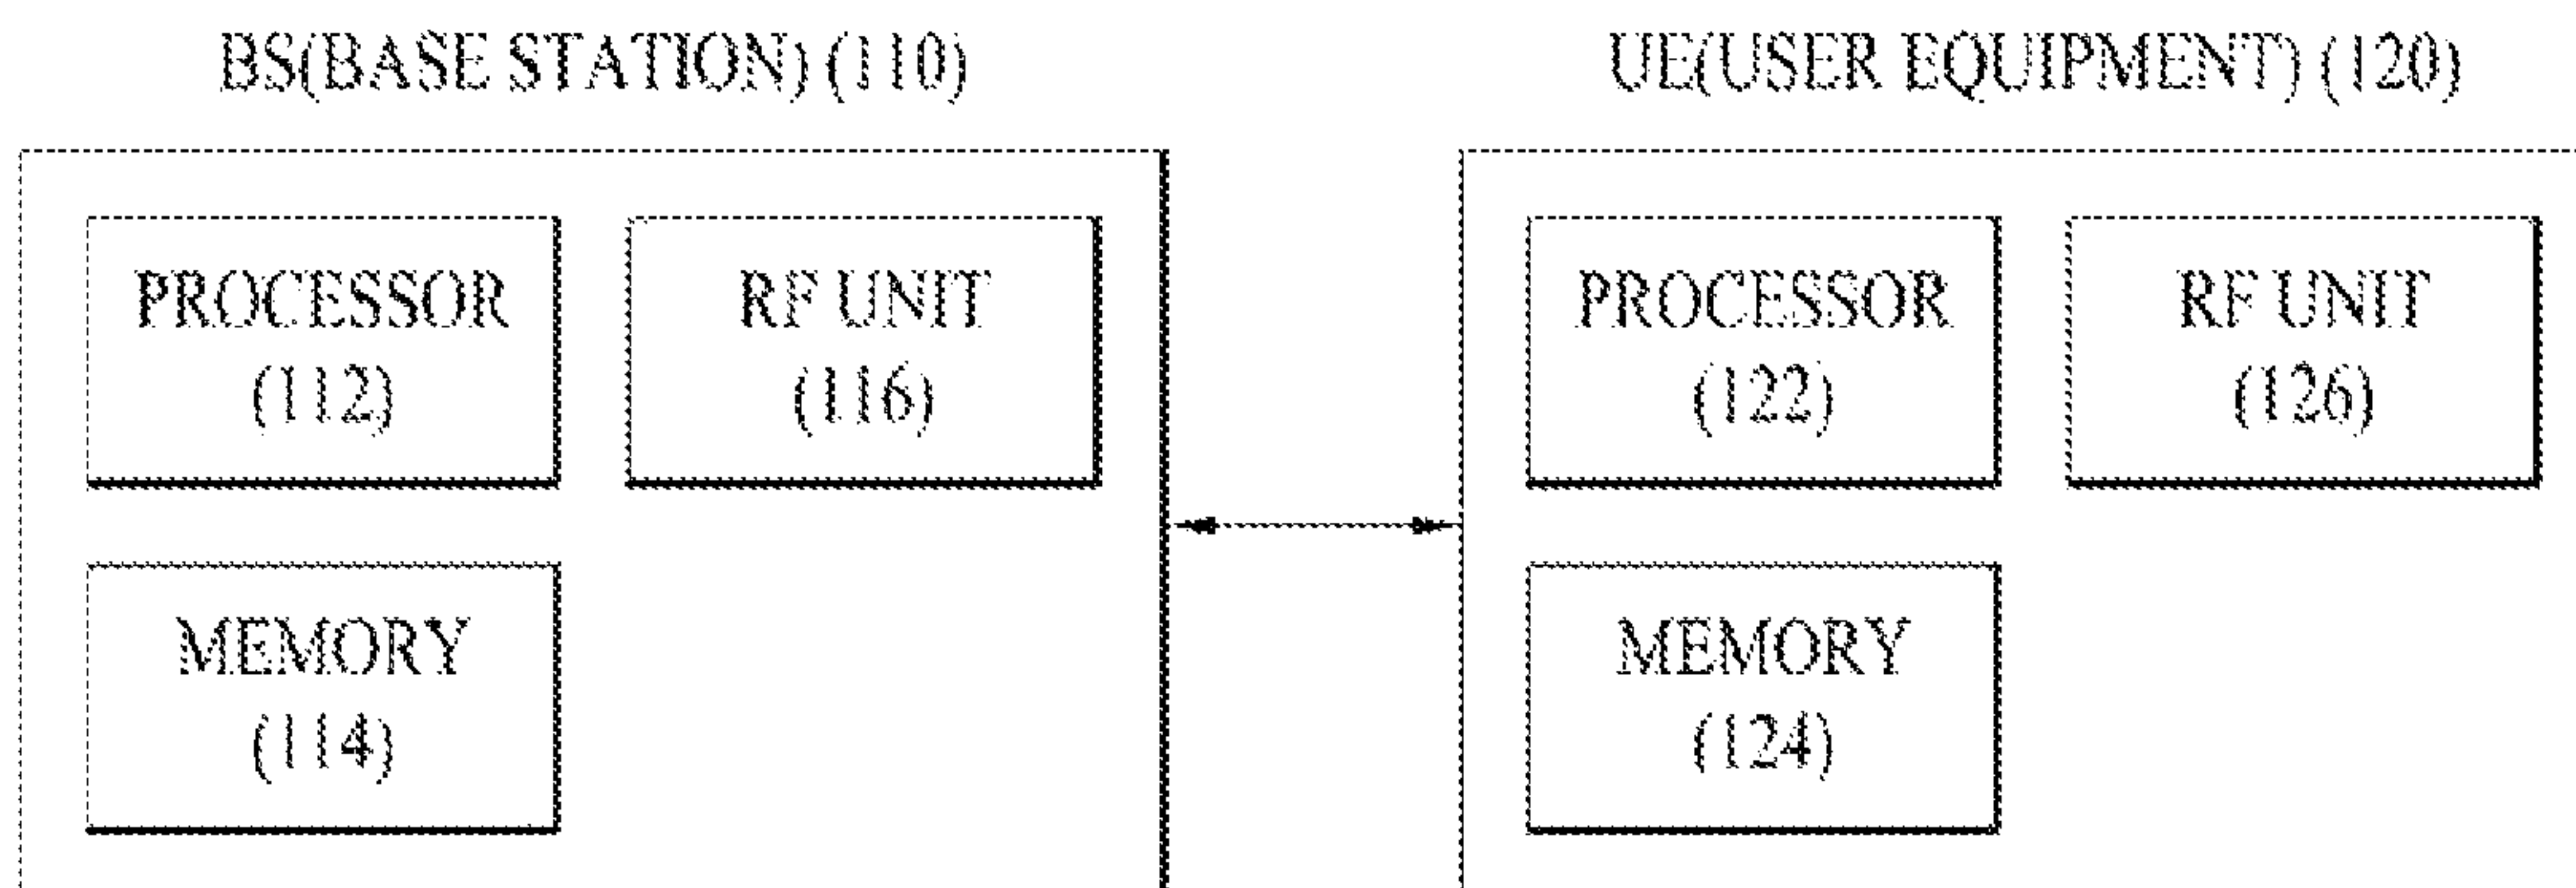 BS(BASE STATION) (110)
UE(USER EQUIPMENT) (120)
PROCESSOR
(112)
RF UNIT
(116)
MEMORY
(114)
PROCESSOR
(122)
RF UNIT
(126)
MEMORY
(124)